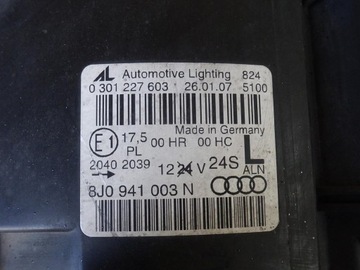 AL Automotive Lighting 824
0 301 227 603 26.01.07 5100
Made in Germany
E1 17,5 00 HR 00 HC
PL
2040 2039 12 24 V 24S L
ALN
8J0 941 003 N